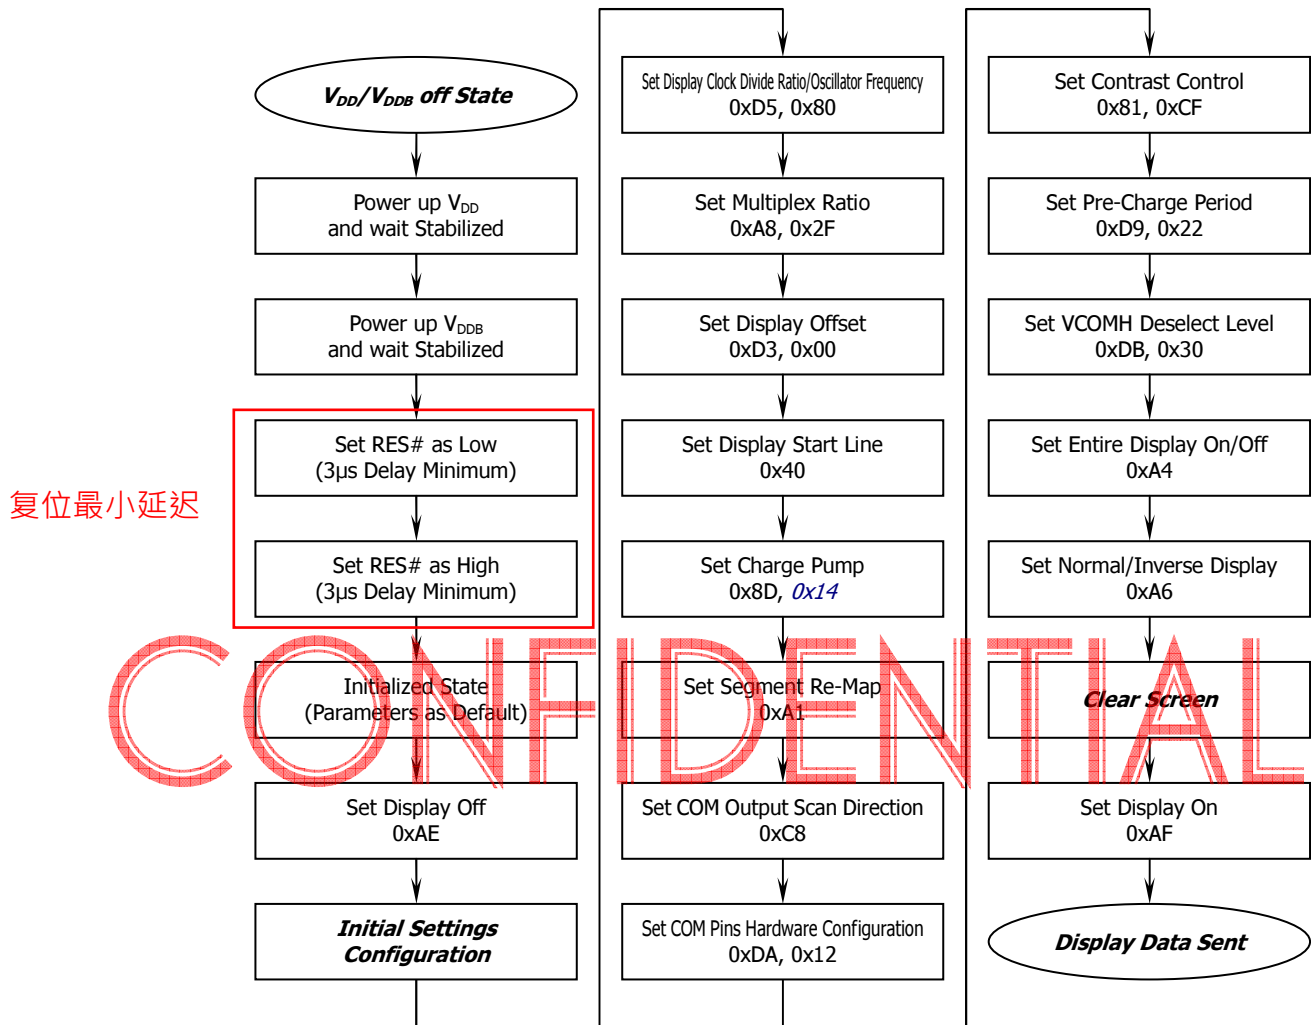 V_DD/V_DDB off State
Power up V_DD
and wait Stabilized
Power up V_DDB
and wait Stabilized
Set RES# as Low
(3μs Delay Minimum)
复位最小延迟
Set RES# as High
(3μs Delay Minimum)
Initialized State
(Parameters as Default)
Set Display Off
0xAE
Initial Settings
Configuration
Set Display Clock Divide Ratio/Oscillator Frequency
0xD5, 0x80
Set Multiplex Ratio
0xA8, 0x2F
Set Display Offset
0xD3, 0x00
Set Display Start Line
0x40
Set Charge Pump
0x8D, 0x14
Set Segment Re-Map
0xA1
Set COM Output Scan Direction
0xC8
Set COM Pins Hardware Configuration
0xDA, 0x12
Set Contrast Control
0x81, 0xCF
Set Pre-Charge Period
0xD9, 0x22
Set VCOMH Deselect Level
0xDB, 0x30
Set Entire Display On/Off
0xA4
Set Normal/Inverse Display
0xA6
Clear Screen
Set Display On
0xAF
Display Data Sent
CONFIDENTIAL